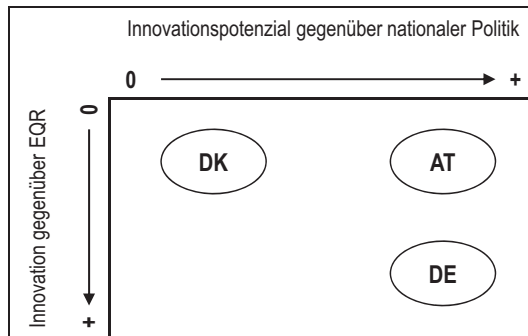 Innovationspotenzial gegenüber nationaler Politik
0 +
Innovation gegenüber EQR
0
DK AT
DE
+